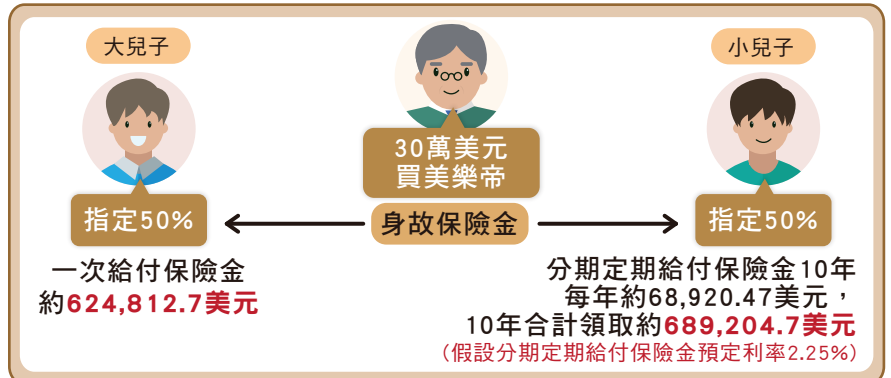 大兒子
小兒子
30萬美元
買美樂帝
指定50%
身故保險金
指定50%
一次給付保險金
約624,812.7美元
分期定期給付保險金10年
每年約68,920.47美元，
10年合計領取約689,204.7美元
(假設分期定期給付保險金預定利率2.25%)